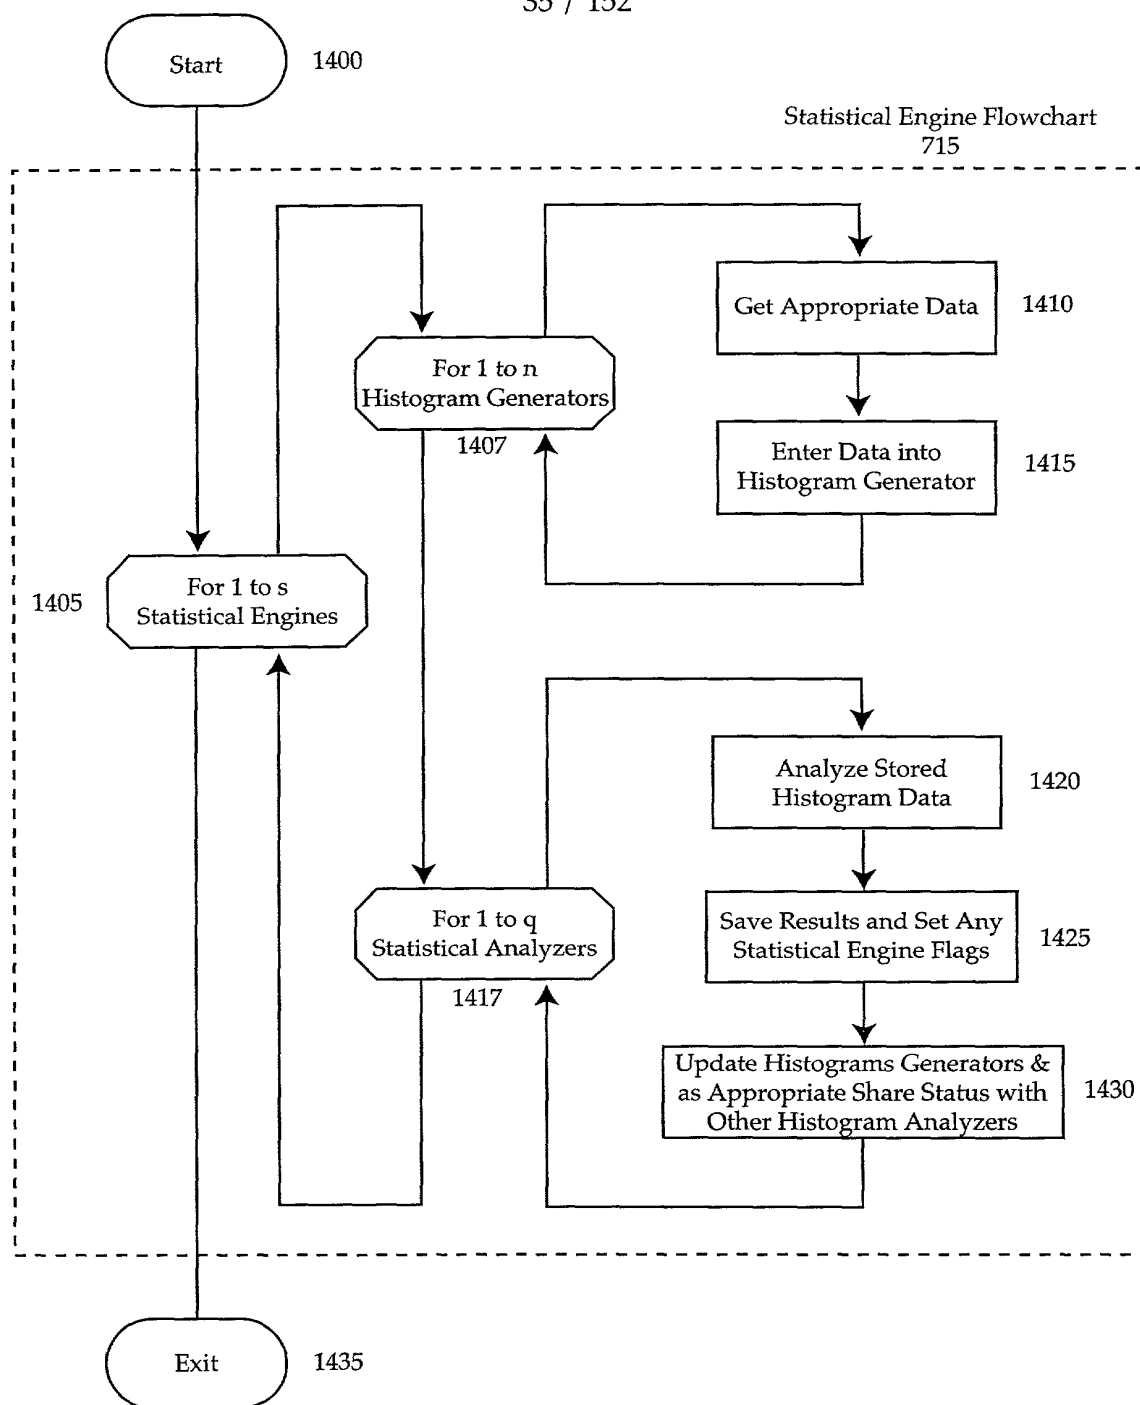 35 / 152
Start
1400
Statistical Engine Flowchart
715
Get Appropriate Data
1410
For 1 to n
Histogram Generators
1407
Enter Data into
Histogram Generator
1415
For 1 to s
Statistical Engines
1405
Analyze Stored
Histogram Data
1420
For 1 to q
Statistical Analyzers
1417
Save Results and Set Any
Statistical Engine Flags
1425
Update Histograms Generators &
as Appropriate Share Status with
Other Histogram Analyzers
1430
Exit
1435